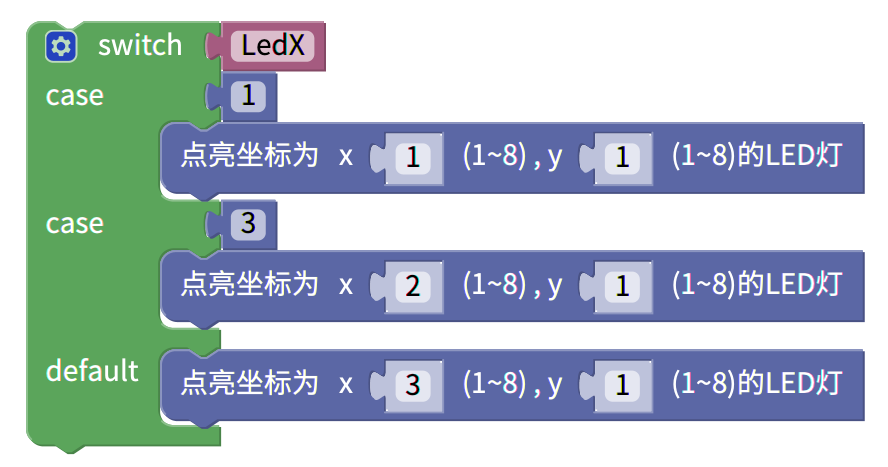 switch LedX
case 1
点亮坐标为 x 1 (1~8) , y 1 (1~8)的LED灯
case 3
点亮坐标为 x 2 (1~8) , y 1 (1~8)的LED灯
default 点亮坐标为 x 3 (1~8) , y 1 (1~8)的LED灯